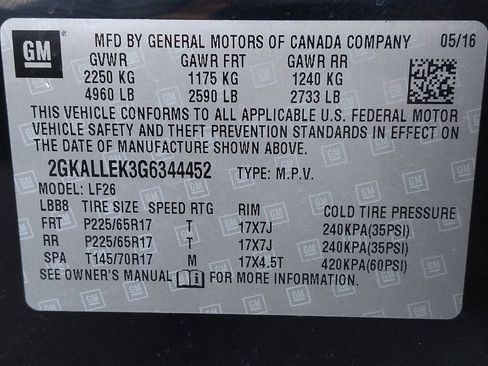 GM MFD BY GENERAL MOTORS OF CANADA COMPANY 05/16
GVWR GAWR FRT GAWR RR
2250 KG 1175 KG 1240 KG
4960 LB 2590 LB 2733 LB
THIS VEHICLE CONFORMS TO ALL APPLICABLE U.S. FEDERAL MOTOR
VEHICLE SAFETY AND THEFT PREVENTION STANDARDS IN EFFECT ON
THE DATE OF MANUFACTURE SHOWN ABOVE.
2GKALLEK3G6344452 TYPE: M.P.V.
MODEL: LF26
LBB8 TIRE SIZE SPEED RTG RIM COLD TIRE PRESSURE
FRT P225/65R17 T 17X7J 240KPA(35PSI)
RR P225/65R17 T 17X7J 240KPA(35PSI)
SPA T145/70R17 M 17X4.5T 420KPA(60PSI)
SEE OWNER'S MANUAL FOR MORE INFORMATION.